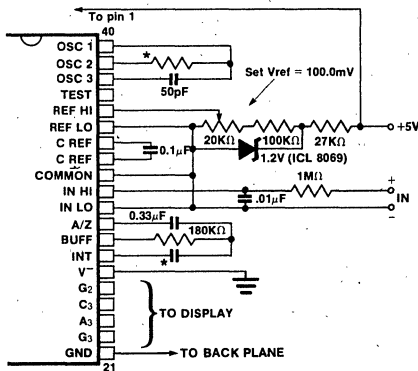 To pin 1
40
OSC 1
OSC 2
*
OSC 3
50pF
TEST
Set Vref = 100.0mV
REF HI
REF LO
20KΩ
100KΩ
27KΩ
+5V
C REF
0.1µF
1.2V (ICL 8069)
C REF
COMMON
1MΩ
+
IN HI
.01µF
IN
IN LO
-
A/Z
0.33µF
BUFF
180KΩ
INT
*
V-
G2
C3
TO DISPLAY
A3
G3
GND
TO BACK PLANE
21